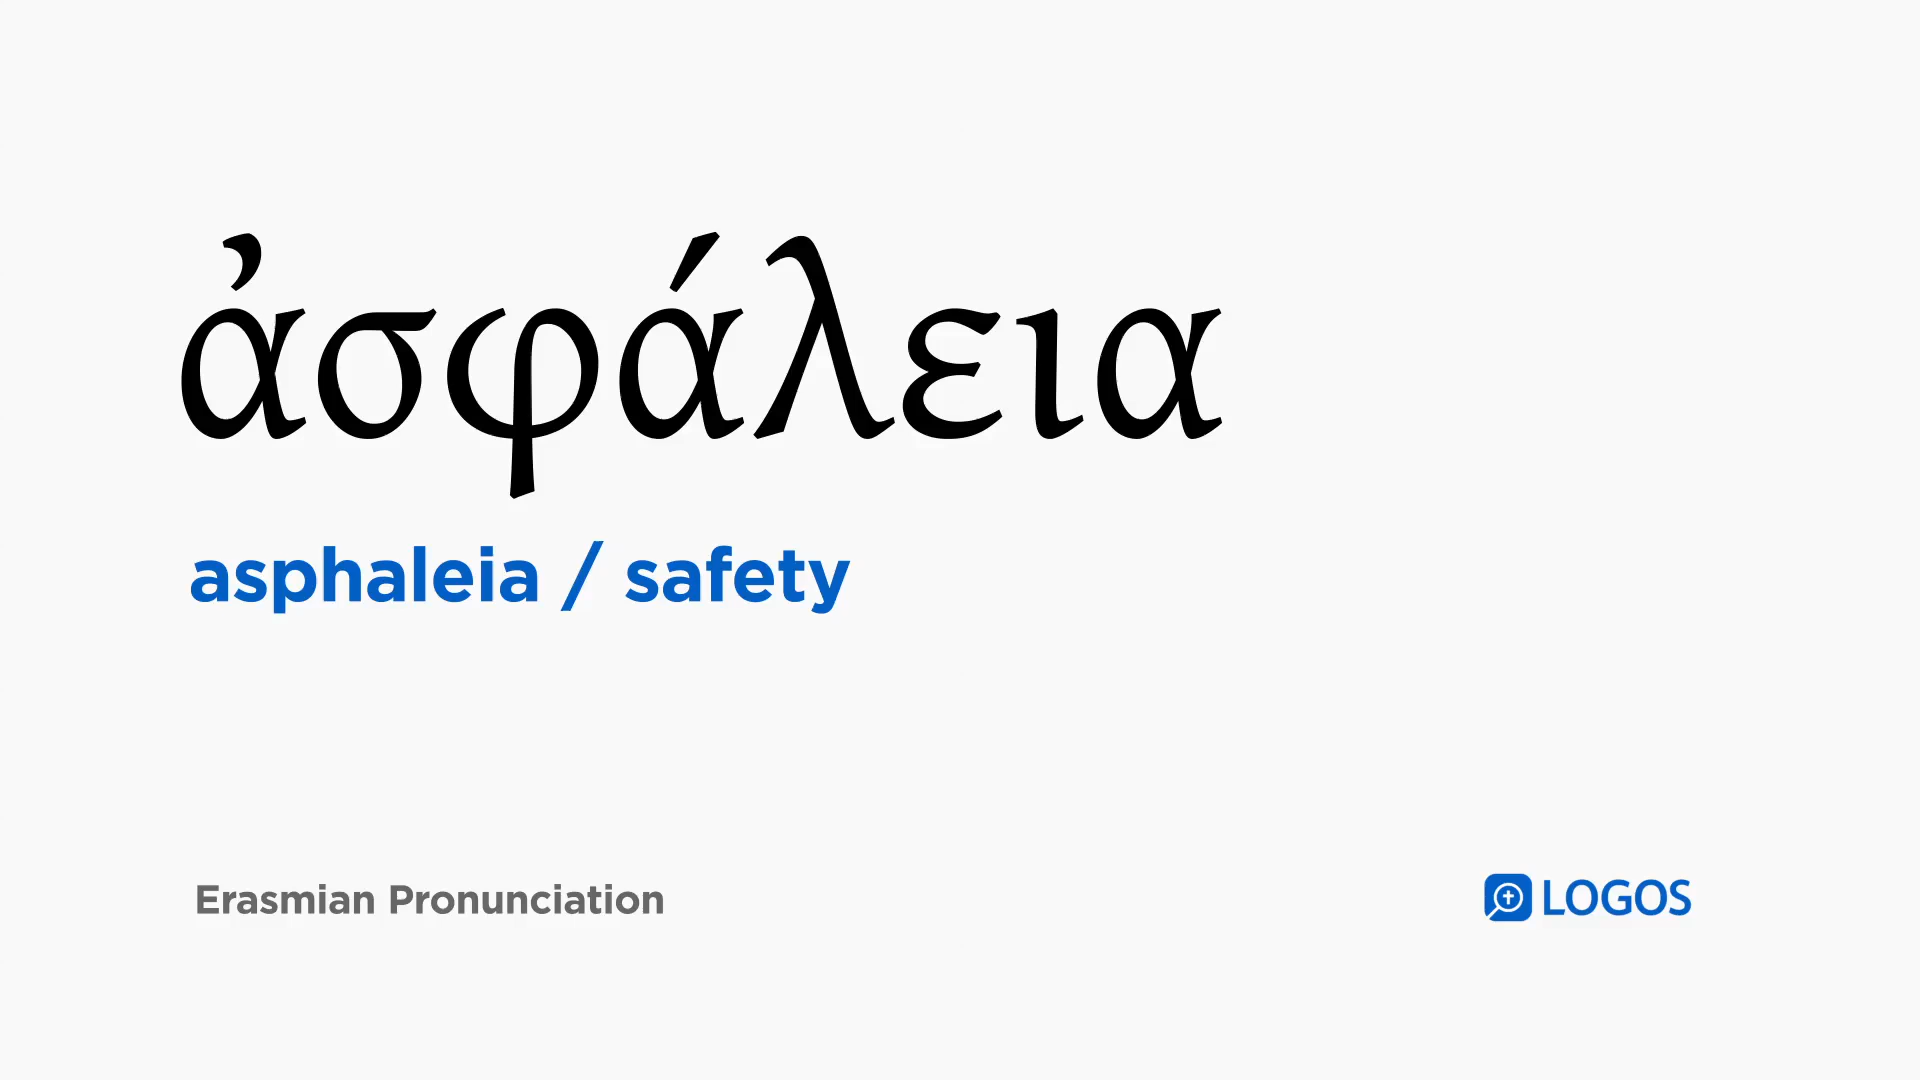 ἀσφάλεια
asphaleia / safety
Erasmian Pronunciation
LOGOS